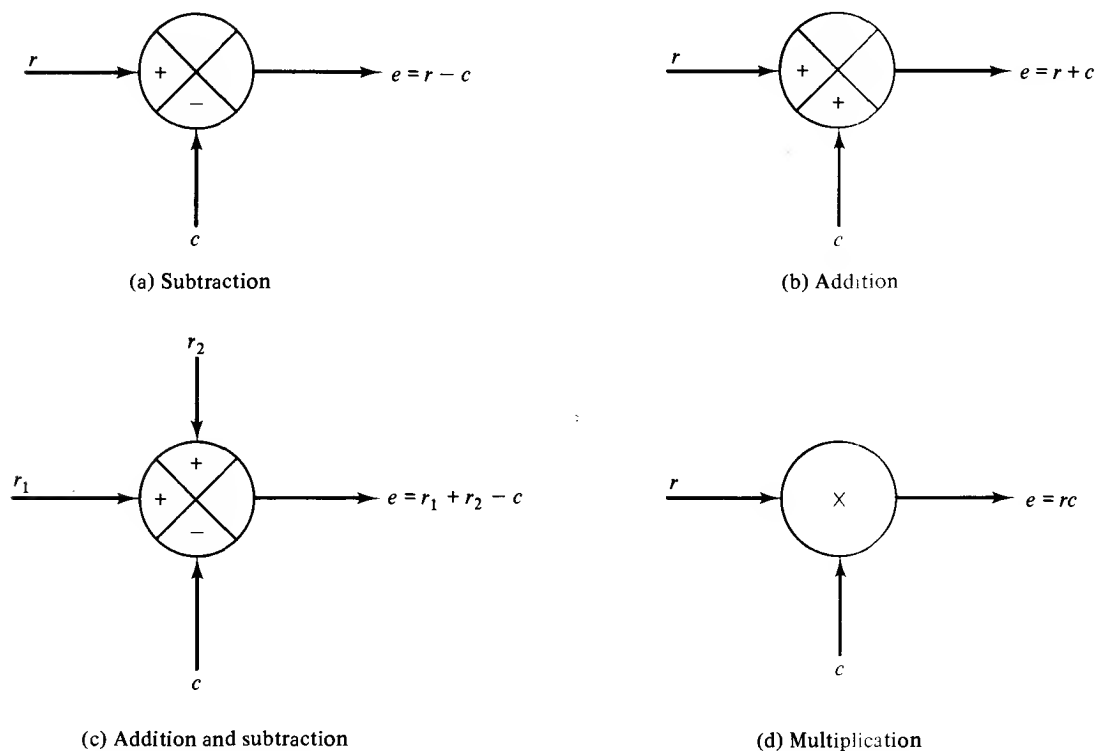 r
+
−
e = r − c
c
(a) Subtraction
r
+
+
e = r + c
c
(b) Addition
r₂
r₁
+
+
−
e = r₁ + r₂ − c
c
(c) Addition and subtraction
r
×
e = rc
c
(d) Multiplication